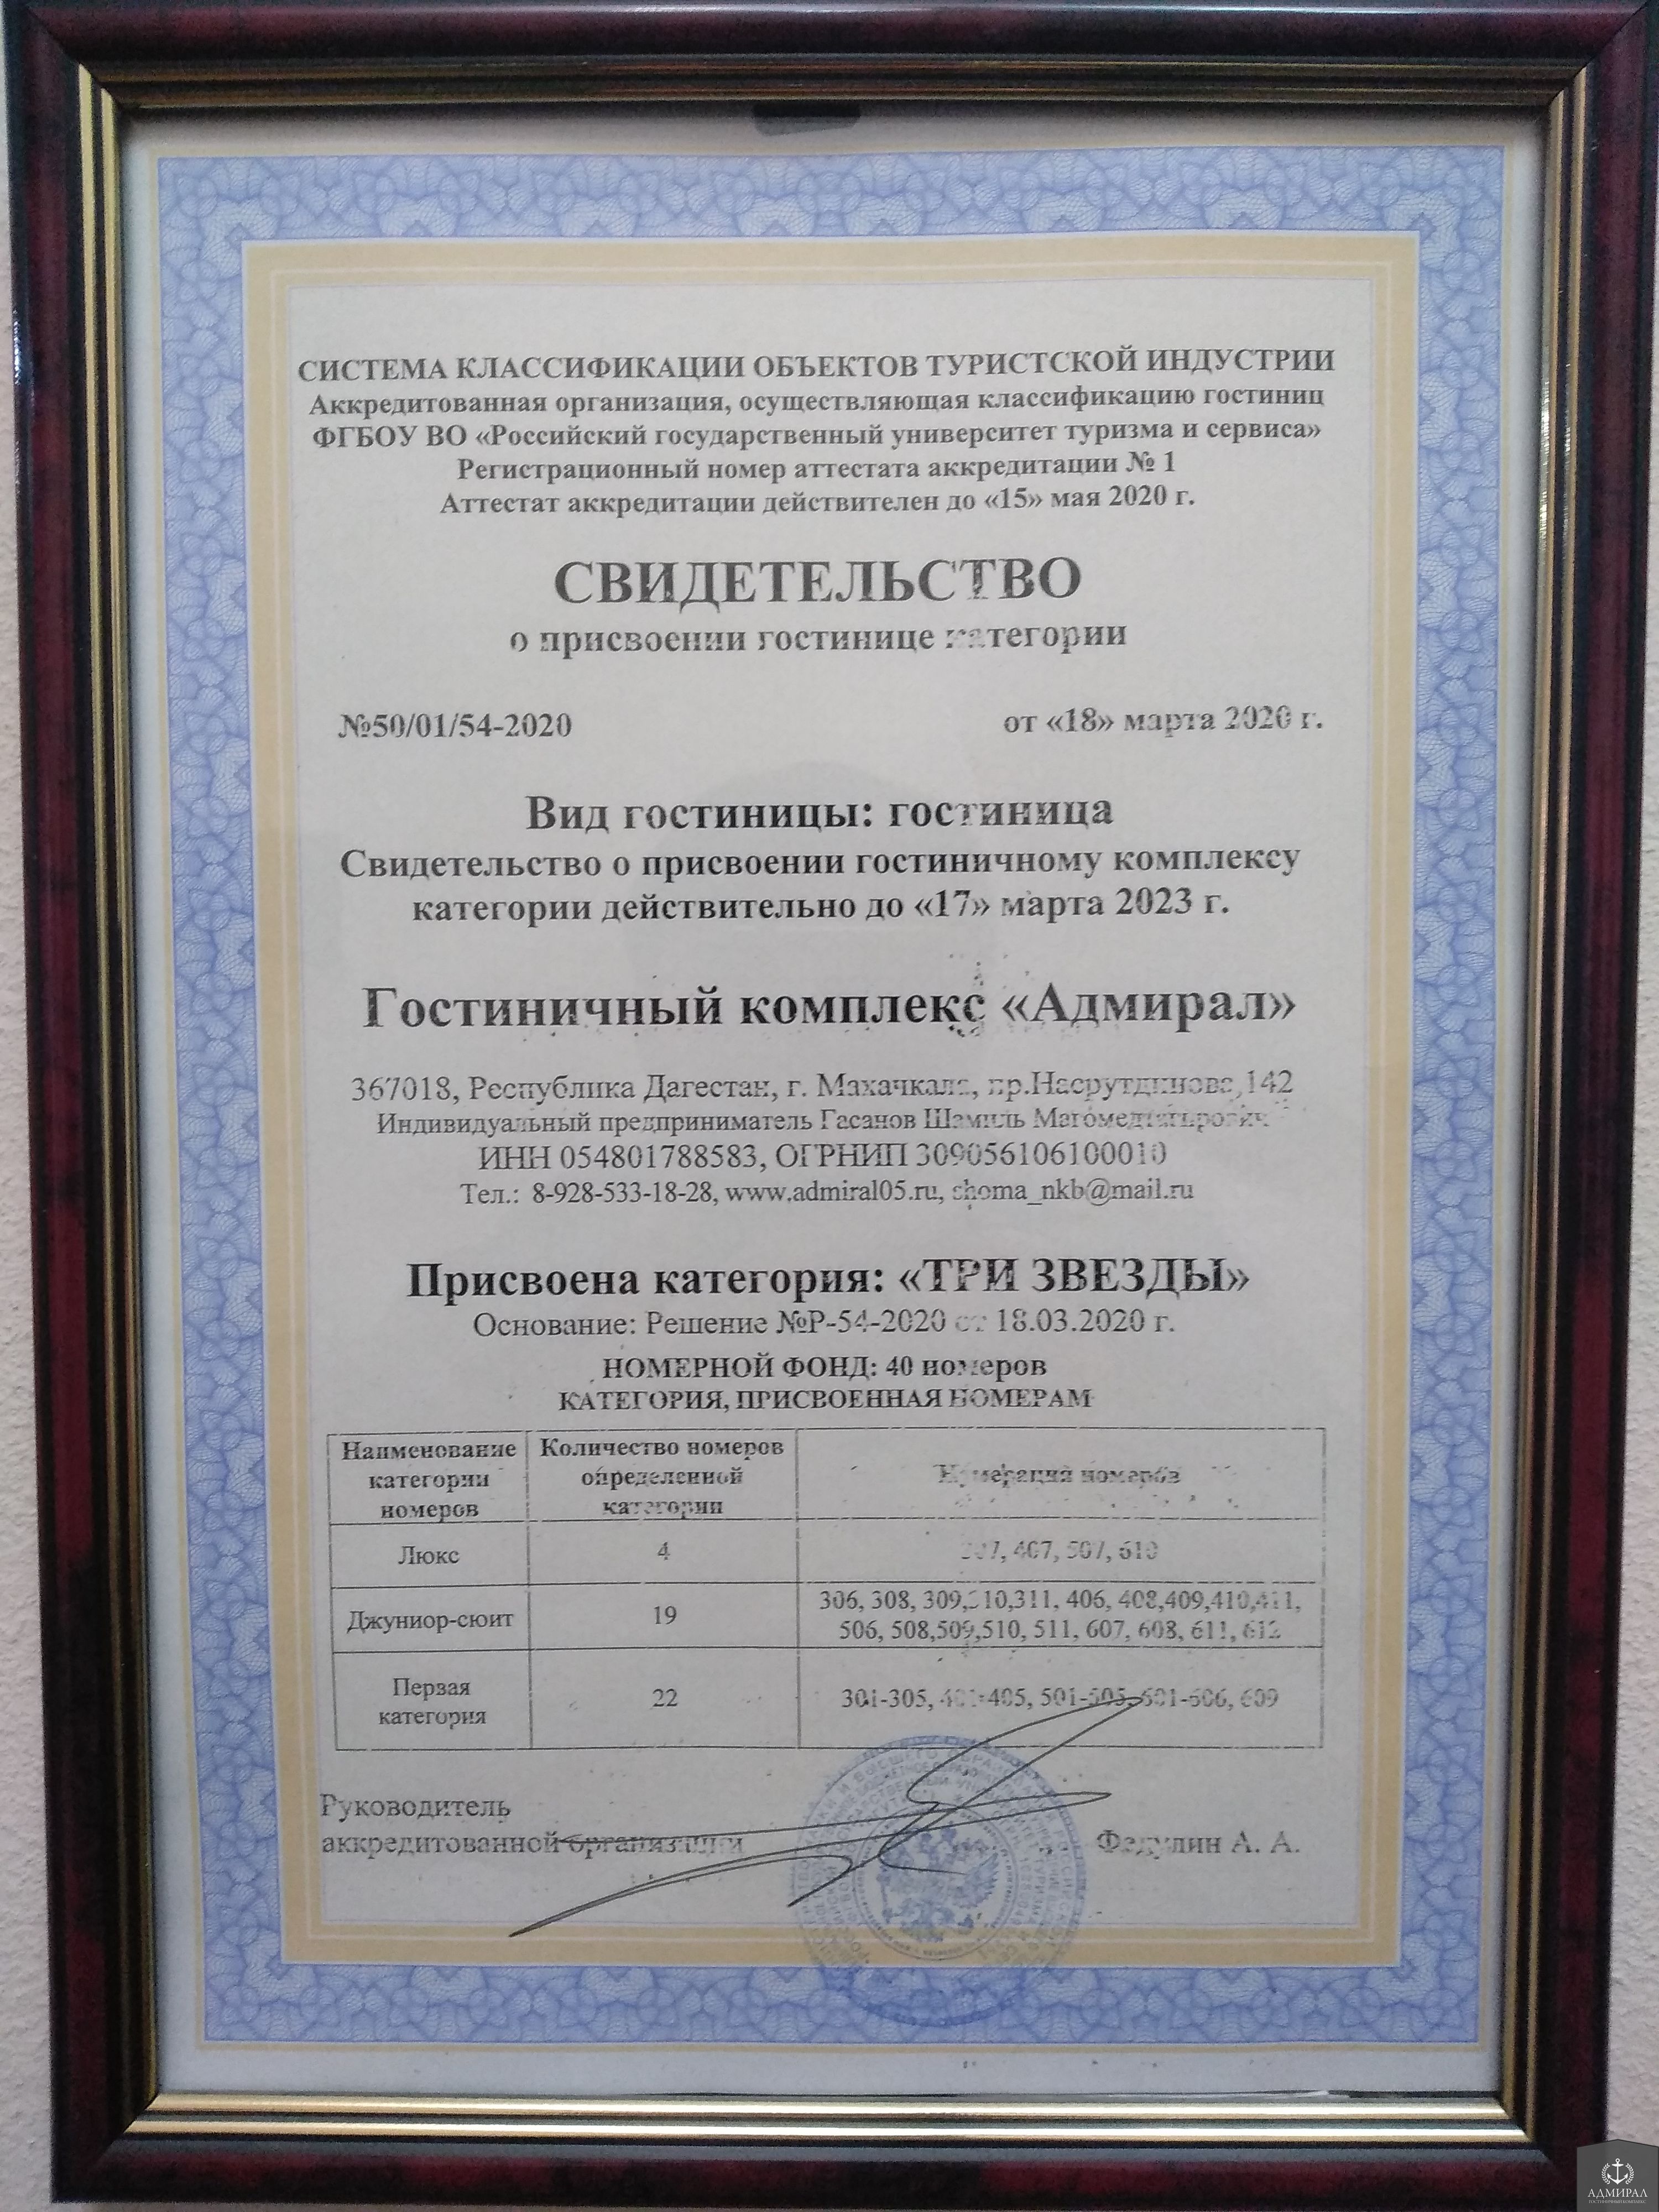 СИСТЕМА КЛАССИФИКАЦИИ ОБЪЕКТОВ ТУРИСТСКОЙ ИНДУСТРИИ
Аккредитованная организация, осуществляющая классификацию гостиниц
ФГБОУ ВО «Российский государственный университет туризма и сервиса»
Регистрационный номер аттестата аккредитации № 1
Аттестат аккредитации действителен до «15» мая 2020 г.
СВИДЕТЕЛЬСТВО
о присвоении гостинице категории
№50/01/54-2020 от «18» марта 2020 г.
Вид гостиницы: гостиница
Свидетельство о присвоении гостиничному комплексу
категории действительно до «17» марта 2023 г.
Гостиничный комплекс «Адмирал»
367018, Республика Дагестан, г. Махачкала, пр.Насрутдинова,142
Индивидуальный предприниматель Гасанов Шамиль
ИНН 054801788583, ОГРНИП 309056106100010
Тел.: 8-928-533-18-28, www.admiral05.ru, shoma_nkb@mail.ru
Присвоена категория: «ТРИ ЗВЕЗДЫ»
Основание: Решение №Р-54-2020 от 18.03.2020 г.
НОМЕРНОЙ ФОНД: 40 номеров
КАТЕГОРИЯ, ПРИСВОЕННАЯ НОМЕРАМ
Наименование категории номеров
Количество номеров определенной категории
Нумерация номеров
Люкс 4 407, 507, 610
Джуниор-сюит 19 306, 308, 309,310,311, 406, 408,409,410,411,
506, 508,509,510, 511, 607, 608, 611, 612
Первая категория 22 301-305, 401-405, 501-505, 601-606, 609
Руководитель
аккредитованной организации Федулин А. А.
АДМИРАЛ
ГОСТИНИЧНЫЙ КОМПЛЕКС